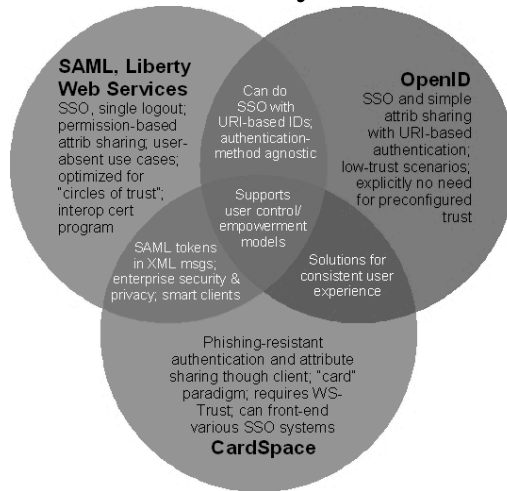 SAML, Liberty
Web Services
SSO, single logout;
permission-based
attrib sharing; user-
absent use cases;
optimized for
"circles of trust";
interop cert
program
Can do
SSO with
URI-based IDs;
authentication-
method agnostic
OpenID
SSO and simple
attrib sharing
with URI-based
authentication;
low-trust scenarios;
explicitly no need
for preconfigured
trust
Supports
user control/
empowerment
models
SAML tokens
in XML msgs;
enterprise security &
privacy; smart clients
Solutions for
consistent user
experience
Phishing-resistant
authentication and attribute
sharing though client; "card"
paradigm; requires WS-
Trust; can front-end
various SSO systems
CardSpace